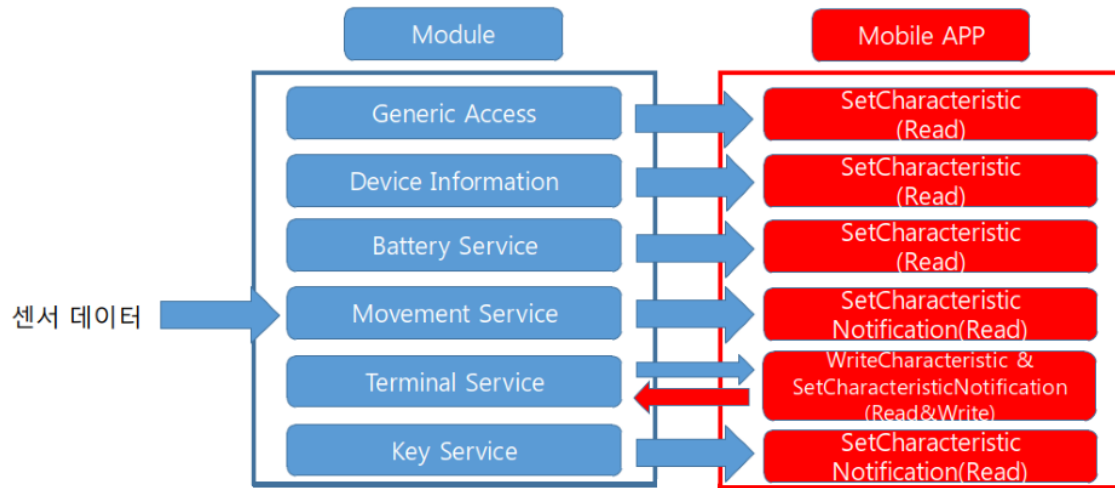 Module
Mobile APP
Generic Access
SetCharacteristic
(Read)
Device Information
SetCharacteristic
(Read)
Battery Service
SetCharacteristic
(Read)
센서 데이터
Movement Service
SetCharacteristic
Notification(Read)
Terminal Service
WriteCharacteristic &
SetCharacteristicNotification
(Read&Write)
Key Service
SetCharacteristic
Notification(Read)